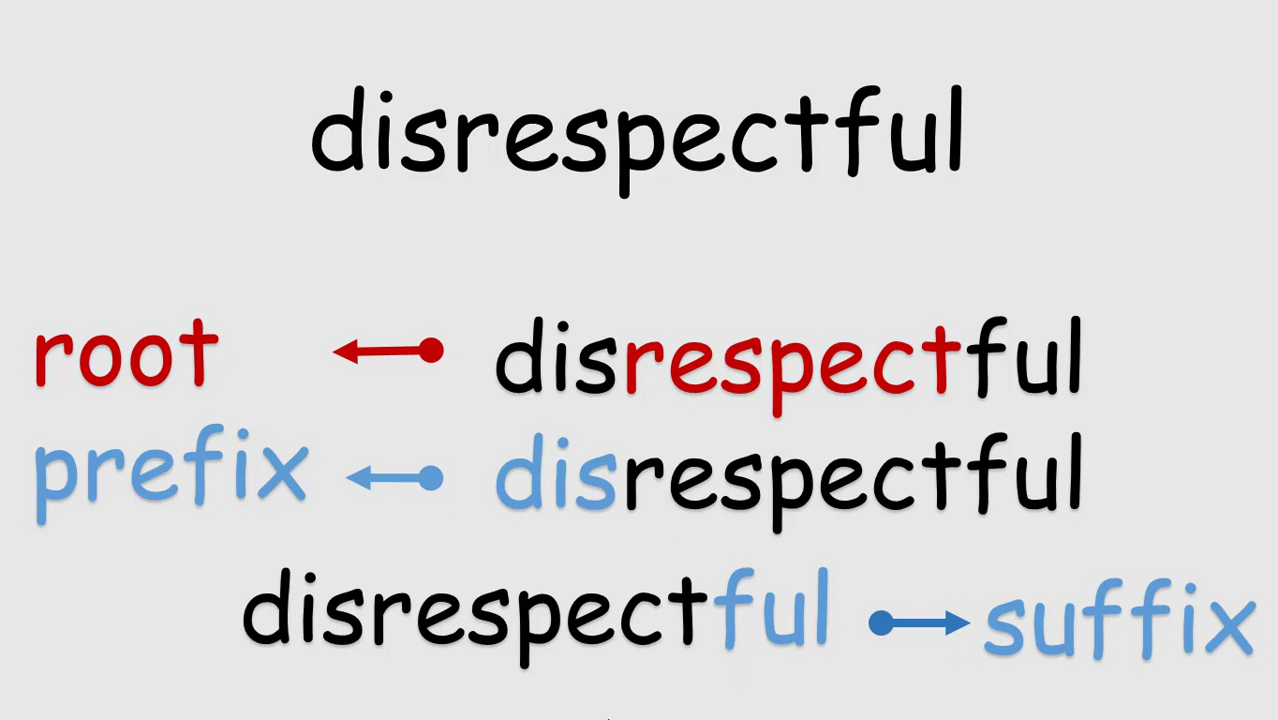 disrespectful
root disrespectful
prefix disrespectful
disrespectful suffix